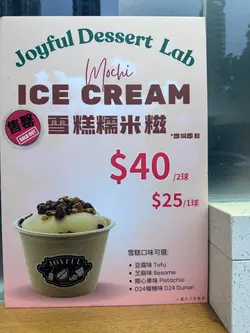 Joyful Dessert Lab
Mochi
ICE CREAM
售罄
SOLD OUT
雪糕糯米糍
$40/2球
$25/1球
JOYFUL
雪糕口味可選:
• 豆腐味 Tofu
• 芝麻味 Sesame
• 開心果味 Pistachio
• D24榴槤味 D24 Durian